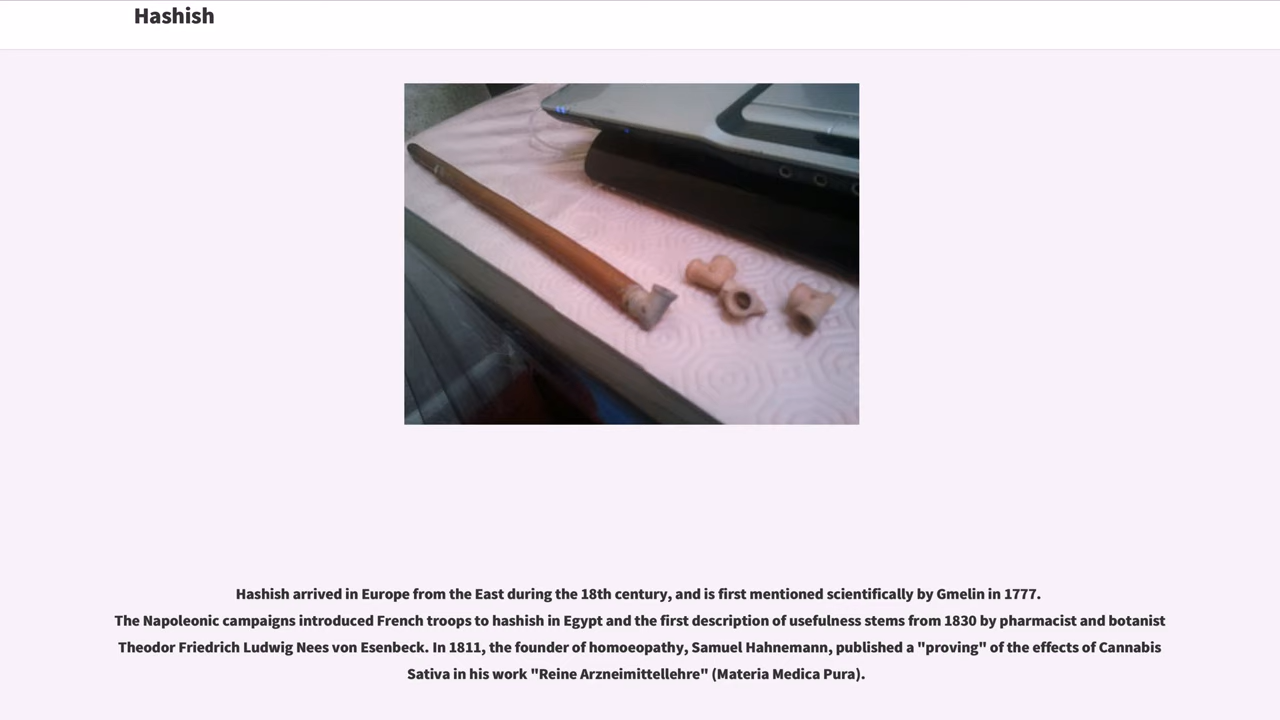 Hashish
Hashish arrived in Europe from the East during the 18th century, and is first mentioned scientifically by Gmelin in 1777.
The Napoleonic campaigns introduced French troops to hashish in Egypt and the first description of usefulness stems from 1830 by pharmacist and botanist
Theodor Friedrich Ludwig Nees von Esenbeck. In 1811, the founder of homoeopathy, Samuel Hahnemann, published a "proving" of the effects of Cannabis
Sativa in his work "Reine Arzneimittellehre" (Materia Medica Pura).